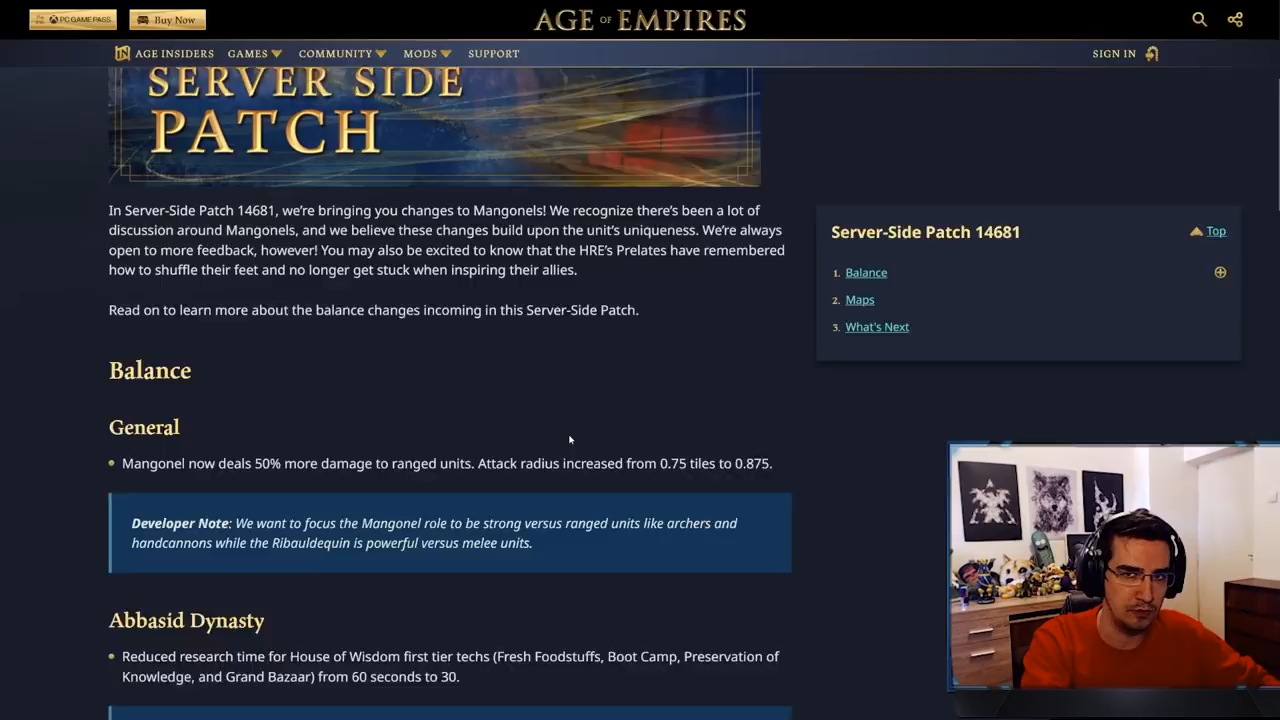 PC GAME PASS
Buy Now
AGE OF EMPIRES
AGE INSIDERS
GAMES
COMMUNITY
MODS
SUPPORT
SIGN IN
SERVER SIDE
PATCH
In Server-Side Patch 14681, we're bringing you changes to Mangonels! We recognize there's been a lot of
discussion around Mangonels, and we believe these changes build upon the unit's uniqueness. We're always
open to more feedback, however! You may also be excited to know that the HRE's Prelates have remembered
how to shuffle their feet and no longer get stuck when inspiring their allies.
Read on to learn more about the balance changes incoming in this Server-Side Patch.
Server-Side Patch 14681
Top
1. Balance
2. Maps
3. What's Next
Balance
General
Mangonel now deals 50% more damage to ranged units. Attack radius increased from 0.75 tiles to 0.875.
Developer Note: We want to focus the Mangonel role to be strong versus ranged units like archers and
handcannons while the Ribauldequin is powerful versus melee units.
Abbasid Dynasty
Reduced research time for House of Wisdom first tier techs (Fresh Foodstuffs, Boot Camp, Preservation of
Knowledge, and Grand Bazaar) from 60 seconds to 30.